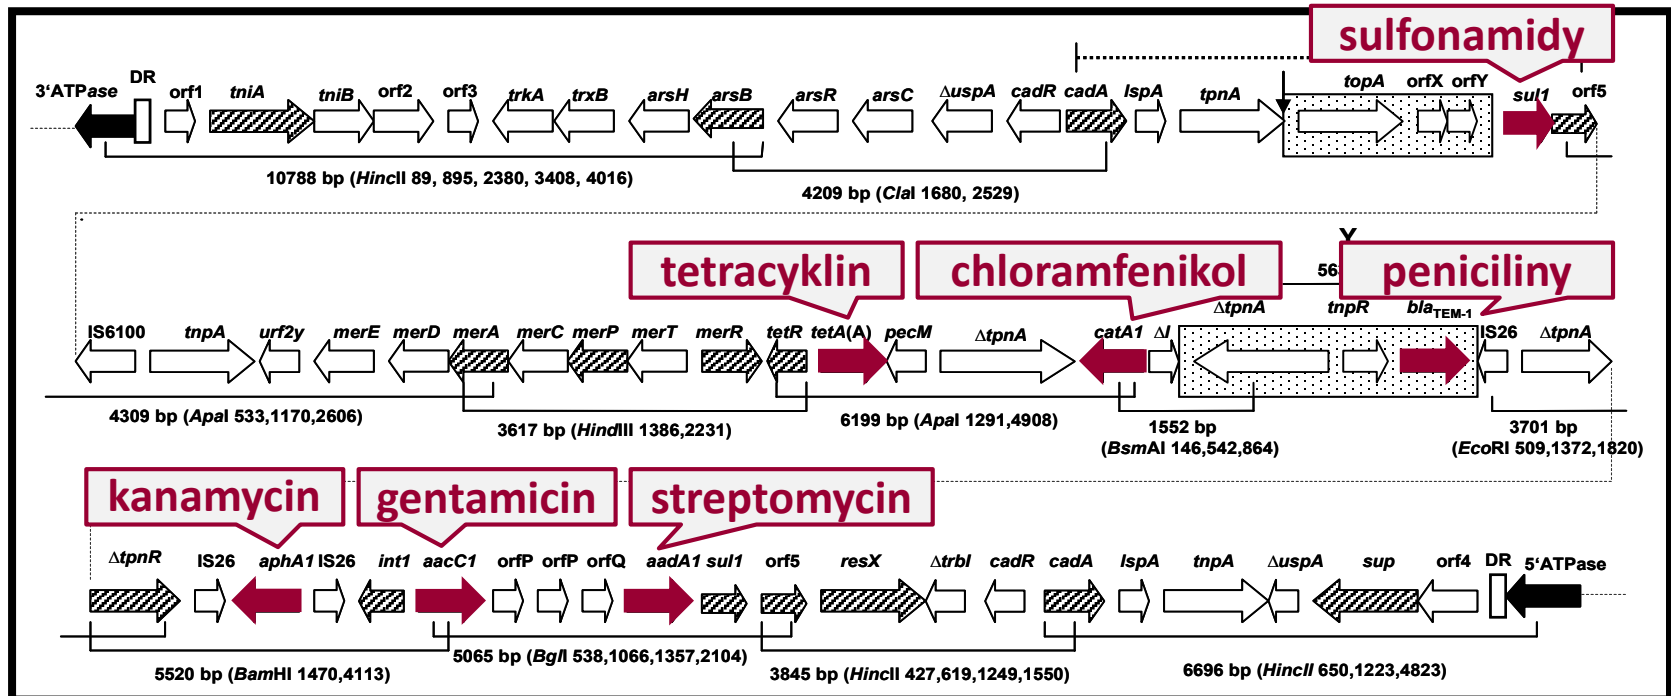 sulfonamidy
3‘ATPase DR orf1 tniA tniB orf2 orf3 trkA trxB arsH arsB arsR arsC ΔuspA cadR cadA lspA tpnA topA orfX orfY sul1 orf5
10788 bp (HincII 89, 895, 2380, 3408, 4016)
4209 bp (ClaI 1680, 2529)
tetracyklin chloramfenikol peniciliny
IS6100 tnpA urf2y merE merD merA merC merP merT merR tetR tetA(A) pecM ΔtpnA catA1 ΔI ΔtpnA tnpR blaTEM-1 IS26 ΔtpnA
4309 bp (ApaI 533,1170,2606)
3617 bp (HindIII 1386,2231)
6199 bp (ApaI 1291,4908)
1552 bp
(BsmAI 146,542,864)
3701 bp
(EcoRI 509,1372,1820)
kanamycin gentamicin streptomycin
ΔtpnR IS26 aphA1 IS26 int1 aacC1 orfP orfP orfQ aadA1 sul1 orf5 resX ΔtrbI cadR cadA lspA tnpA ΔuspA sup orf4 DR 5‘ATPase
5520 bp (BamHI 1470,4113)
5065 bp (BglI 538,1066,1357,2104)
3845 bp (HincII 427,619,1249,1550)
6696 bp (HincII 650,1223,4823)